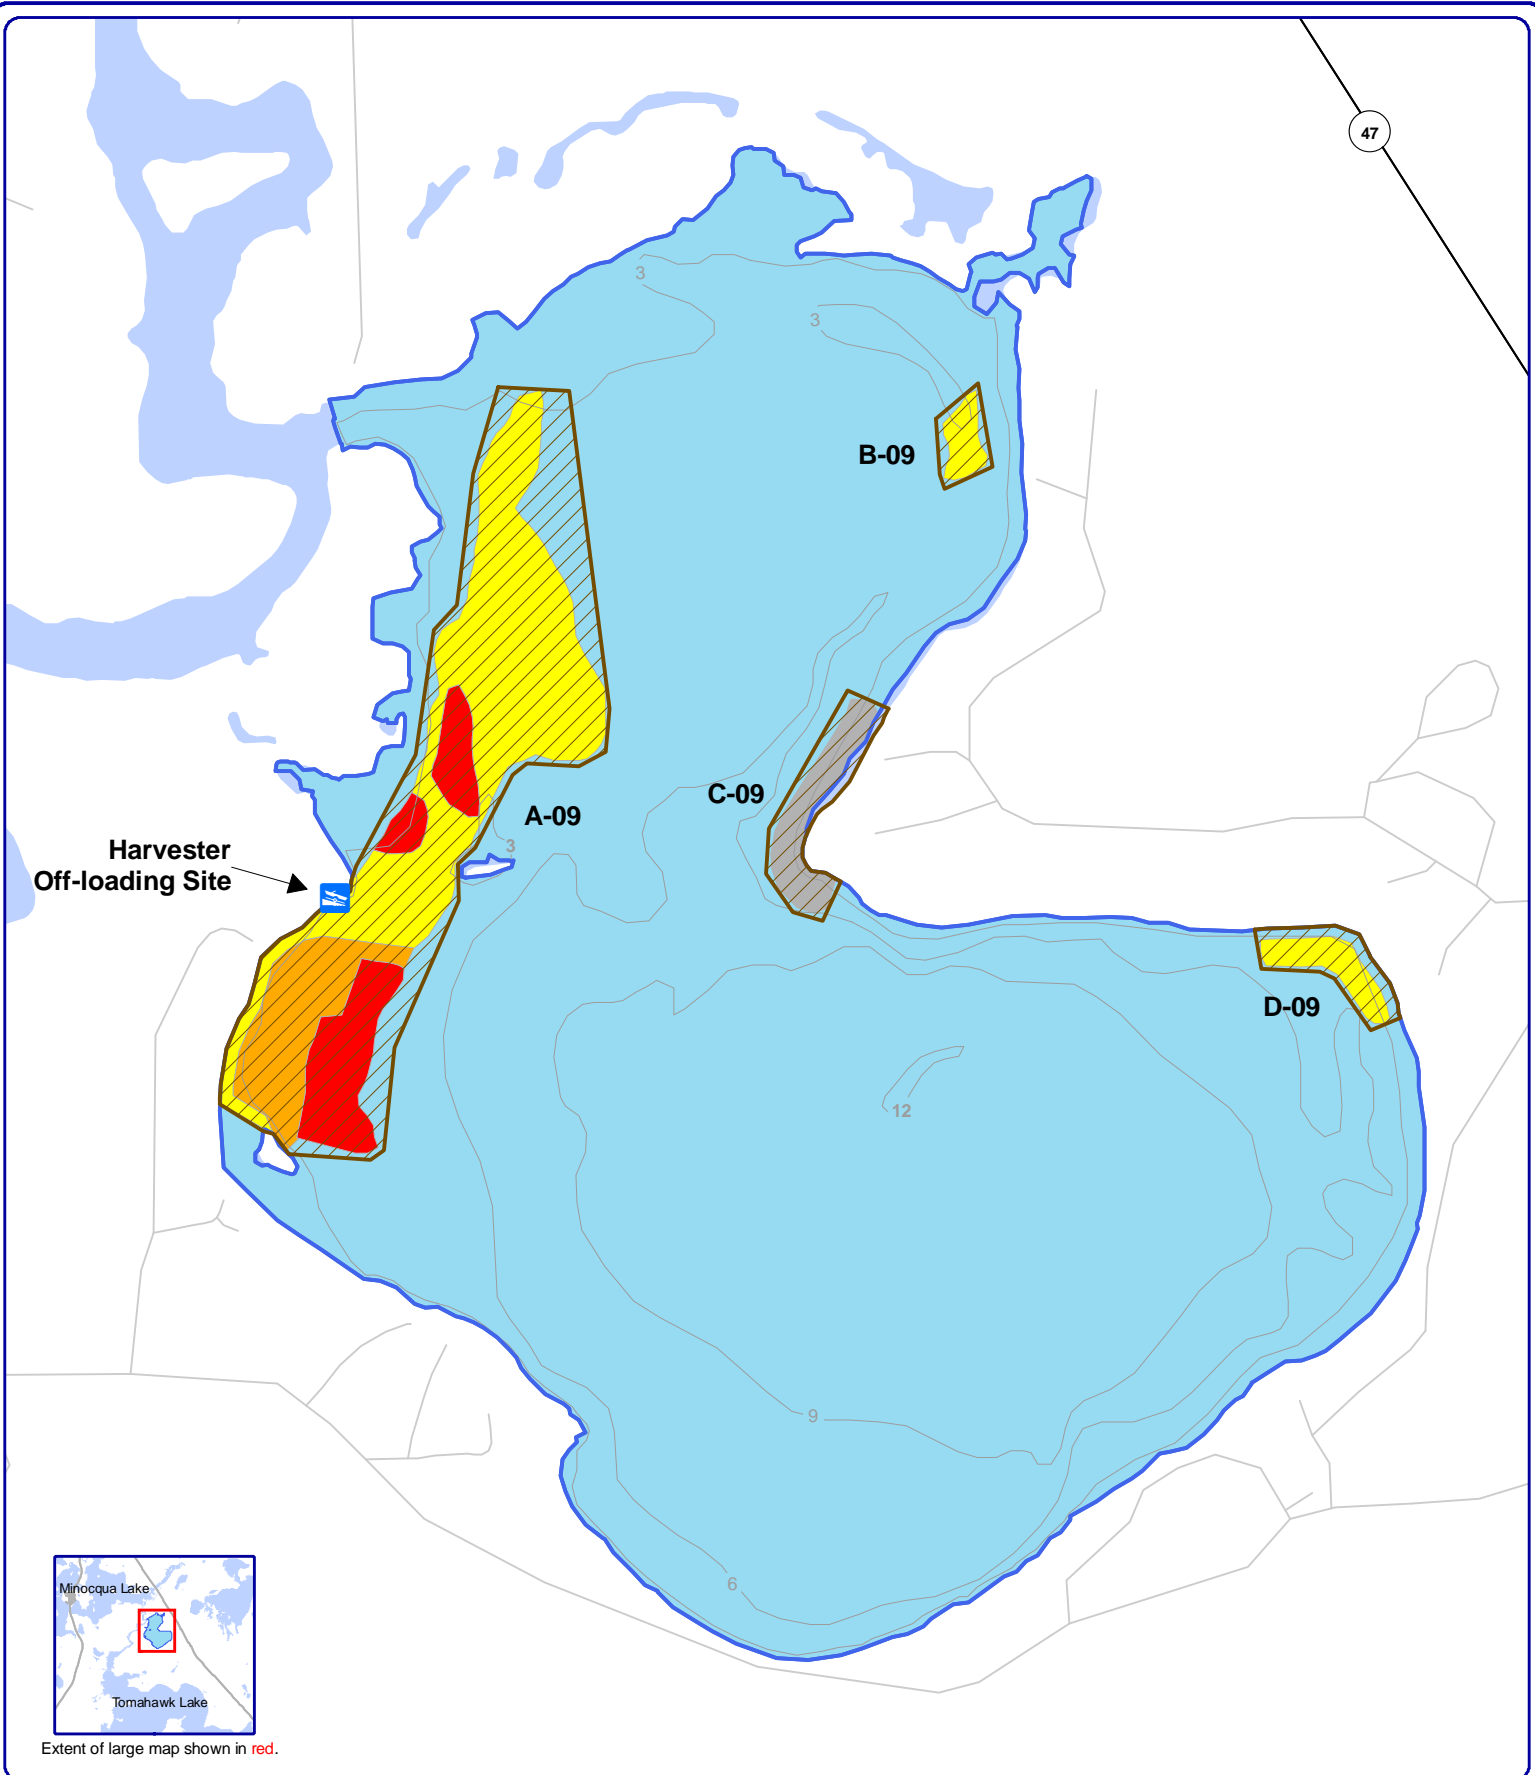 47
3
3
B-09
C-09
A-09
3
Harvester
Off-loading Site
D-09
12
9
6
Minocqua Lake
Tomahawk Lake
Extent of large map shown in red.